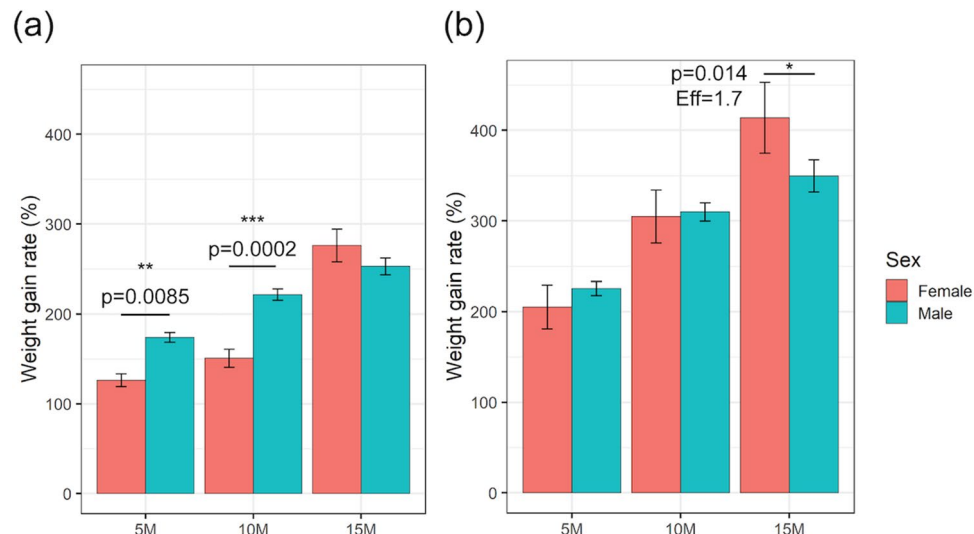 (a)
(b)
Weight gain rate (%)
400
300
200
100
0
**
p=0.0085
***
p=0.0002
5M
10M
15M
Weight gain rate (%)
400
300
200
100
0
p=0.014
Eff=1.7
*
5M
10M
15M
Sex
Female
Male